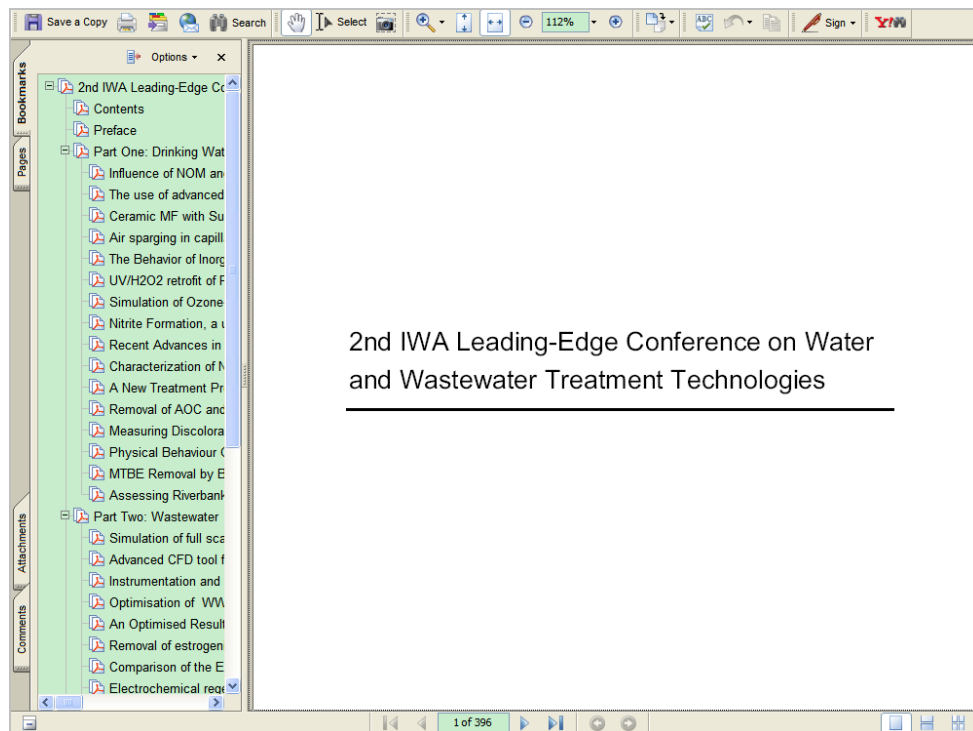 Save a Copy Search Select 112% Sign Y!
Bookmarks
Pages
Attachments
Comments
Options x
2nd IWA Leading-Edge Co
Contents
Preface
Part One: Drinking Wat
Influence of NOM an
The use of advanced
Ceramic MF with Su
Air sparging in capill
The Behavior of Inorg
UV/H2O2 retrofit of F
Simulation of Ozone
Nitrite Formation, a u
Recent Advances in
Characterization of N
A New Treatment Pr
Removal of AOC and
Measuring Discolora
Physical Behaviour O
MTBE Removal by B
Assessing Riverbank
Part Two: Wastewater
Simulation of full sca
Advanced CFD tool f
Instrumentation and
Optimisation of WW
An Optimised Result
Removal of estrogen
Comparison of the E
Electrochemical rege
2nd IWA Leading-Edge Conference on Water
and Wastewater Treatment Technologies
1 of 396